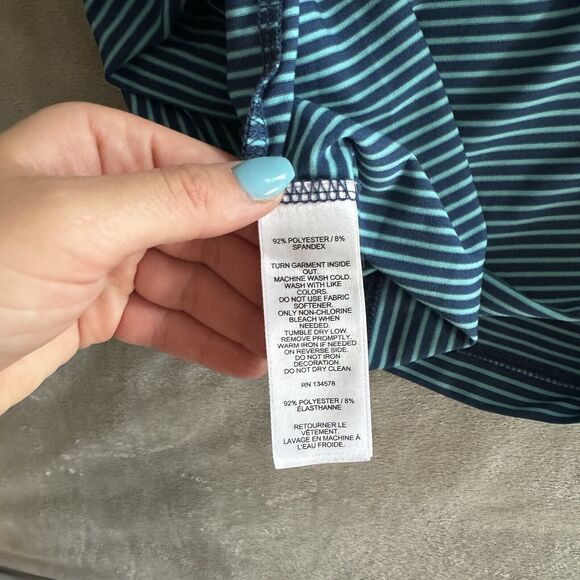 92% POLYESTER / 8%
SPANDEX
TURN GARMENT INSIDE
OUT.
MACHINE WASH COLD.
WASH WITH LIKE
COLORS.
DO NOT USE FABRIC
SOFTENER.
ONLY NON-CHLORINE
BLEACH WHEN
NEEDED.
TUMBLE DRY LOW.
REMOVE PROMPTLY.
WARM IRON IF NEEDED
ON REVERSE SIDE.
DO NOT IRON
DECORATION.
DO NOT DRY CLEAN.
RN 134576
92% POLYESTER / 8%
ÉLASTHANNE
RETOURNER LE
VÊTEMENT.
LAVAGE EN MACHINE À
L'EAU FROIDE.